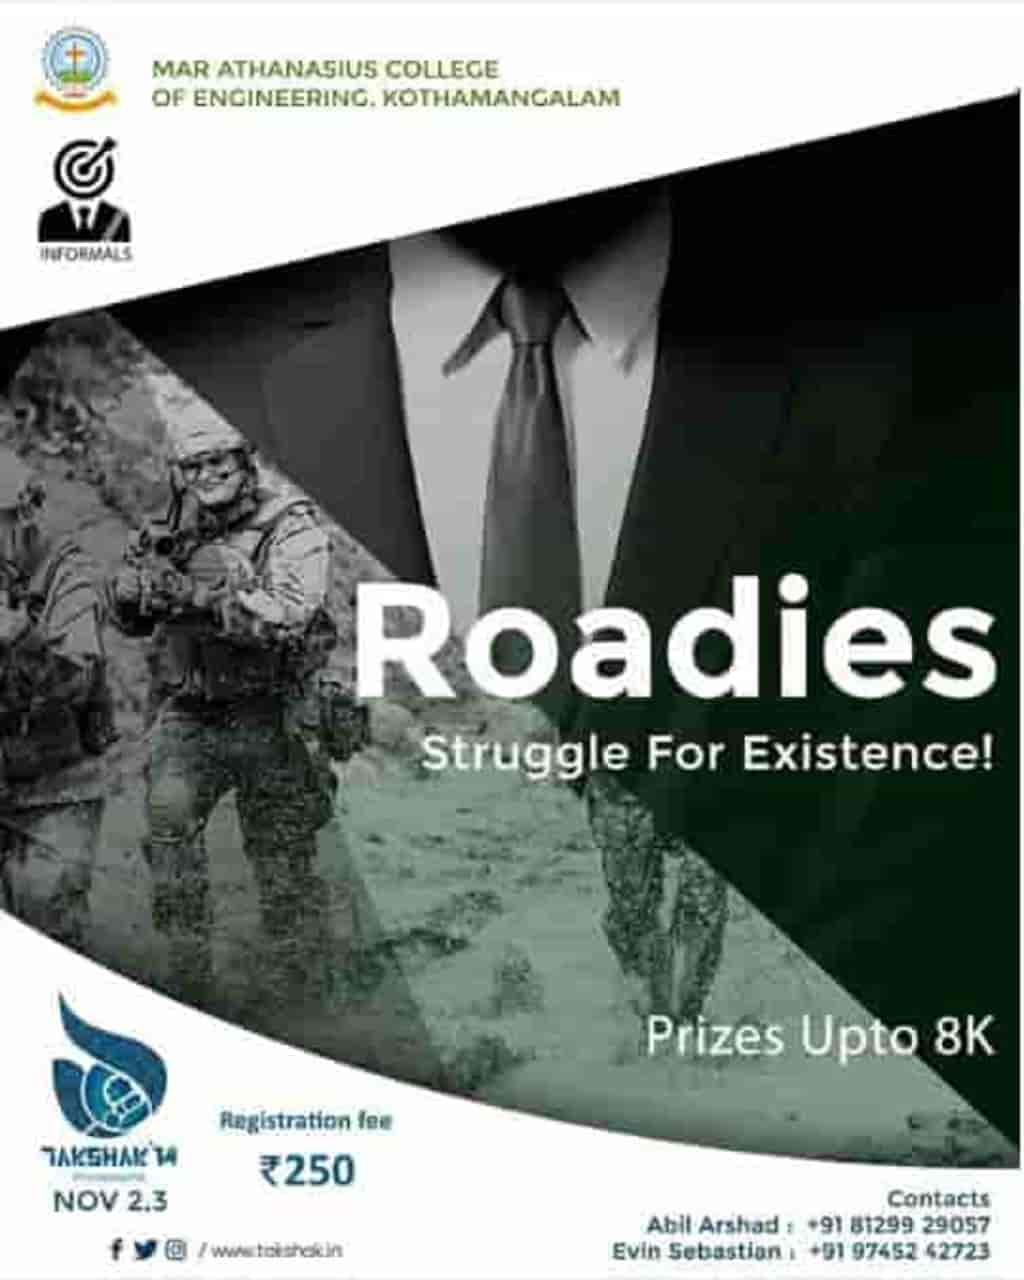 MAR ATHANASIUS COLLEGE
OF ENGINEERING, KOTHAMANGALAM
INFORMALS
Roadies
Struggle For Existence!
Prizes Upto 8K
TAKSHAK'14
NOV 2.3
Registration fee
₹250
/ www.takshak.in
Contacts
Abil Arshad : +91 81299 29057
Evin Sebastian : +91 97452 42723